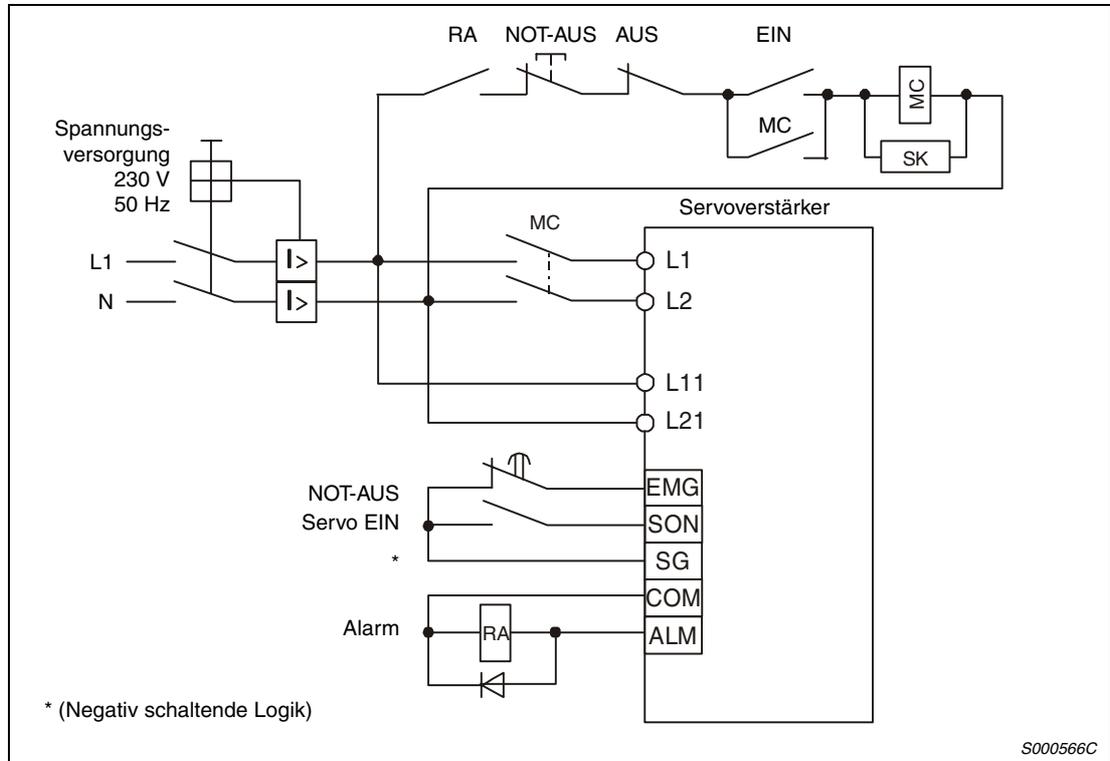 RA NOT-AUS AUS EIN
MC
MC
SK
Spannungs-
versorgung
230 V
50 Hz
Servoverstärker
MC
L1 I> L1
N I> L2
L11
L21
NOT-AUS EMG
Servo EIN SON
* SG
COM
Alarm RA ALM
* (Negativ schaltende Logik)
S000566C